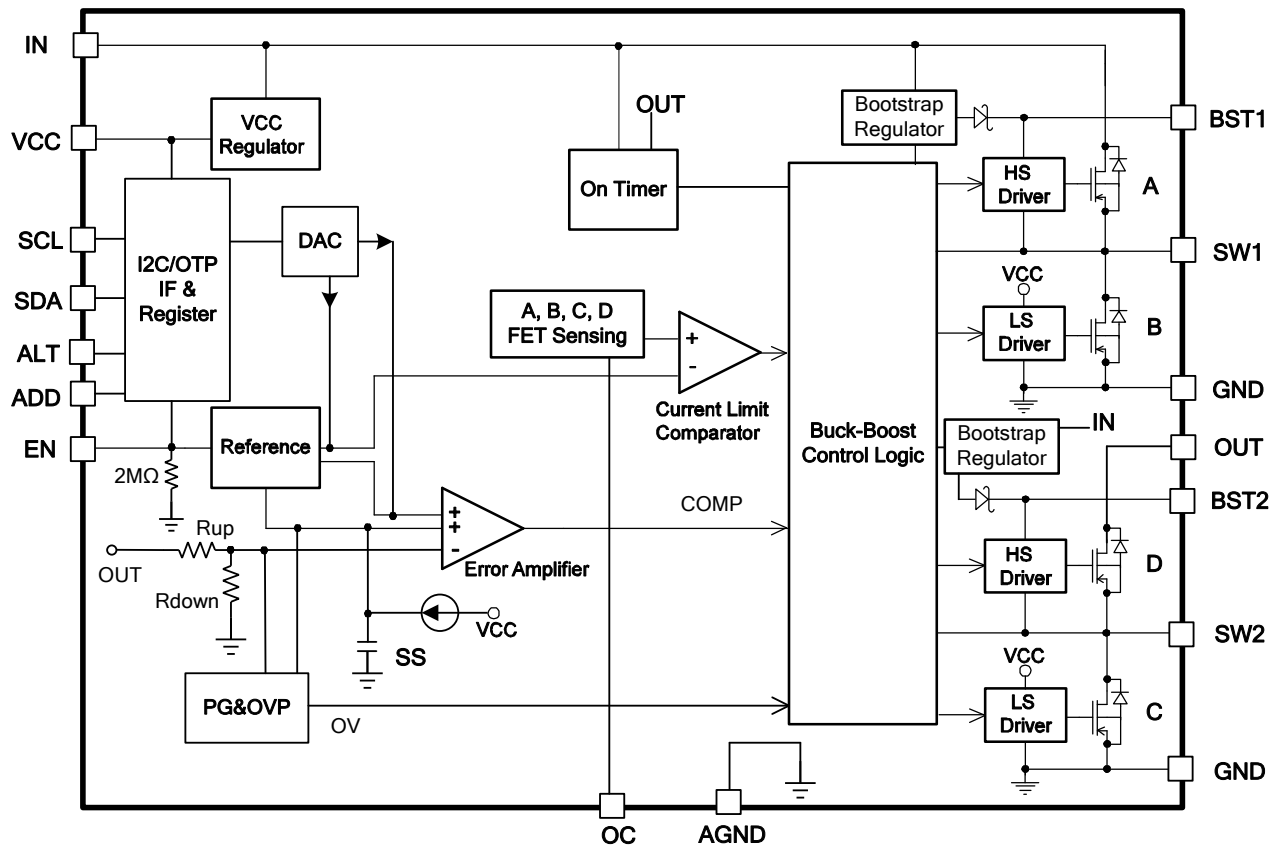 IN
VCC
SCL
SDA
ALT
ADD
EN
VCC
Regulator
I2C/OTP
IF &
Register
DAC
Reference
2MΩ
Rup
OUT
Rdown
PG&OVP
OV
SS
VCC
+
+
-
Error Amplifier
COMP
OUT
On Timer
A, B, C, D
FET Sensing
+
-
Current Limit
Comparator
Buck-Boost
Control Logic
Bootstrap
Regulator
HS
Driver
A
VCC
LS
Driver
B
Bootstrap
Regulator
IN
HS
Driver
D
VCC
LS
Driver
C
BST1
SW1
GND
OUT
BST2
SW2
GND
OC
AGND